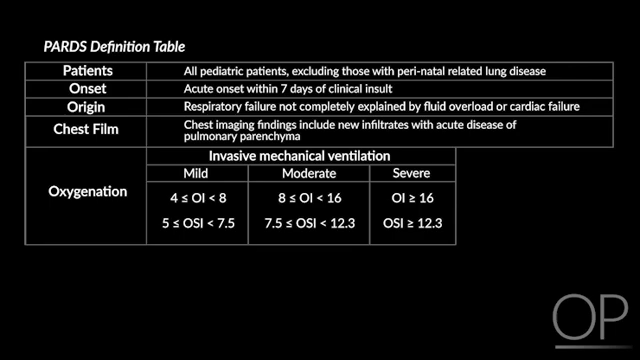 PARDS Definition Table
Patients All pediatric patients, excluding those with peri-natal related lung disease
Onset Acute onset within 7 days of clinical insult
Origin Respiratory failure not completely explained by fluid overload or cardiac failure
Chest Film Chest imaging findings include new infiltrates with acute disease of
pulmonary parenchyma
Oxygenation
Invasive mechanical ventilation
Mild Moderate Severe
4 ≤ OI < 8 8 ≤ OI < 16 OI ≥ 16
5 ≤ OSI < 7.5 7.5 ≤ OSI < 12.3 OSI ≥ 12.3
OP